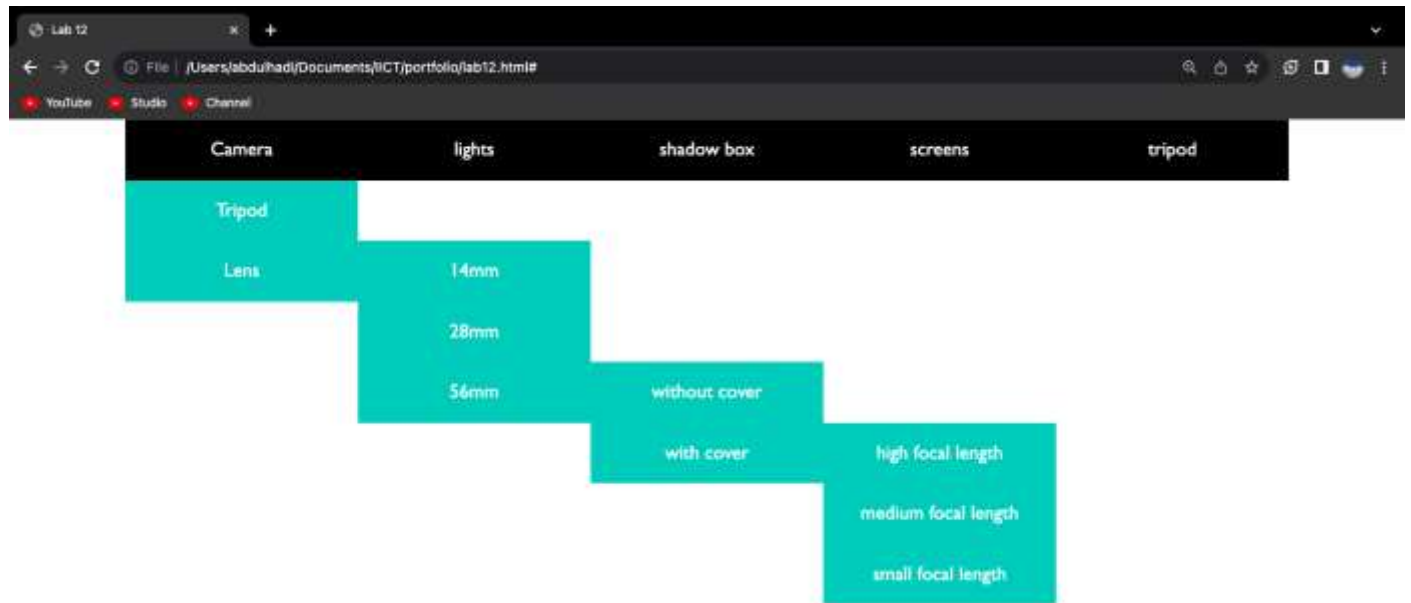 Lab 12
File /Users/abdulhadi/Documents/IICT/portfolio/lab12.html#
YouTube Studio Channel
Camera lights shadow box screens tripod
Tripod
Lens 14mm
28mm
56mm without cover
with cover high focal length
medium focal length
small focal length